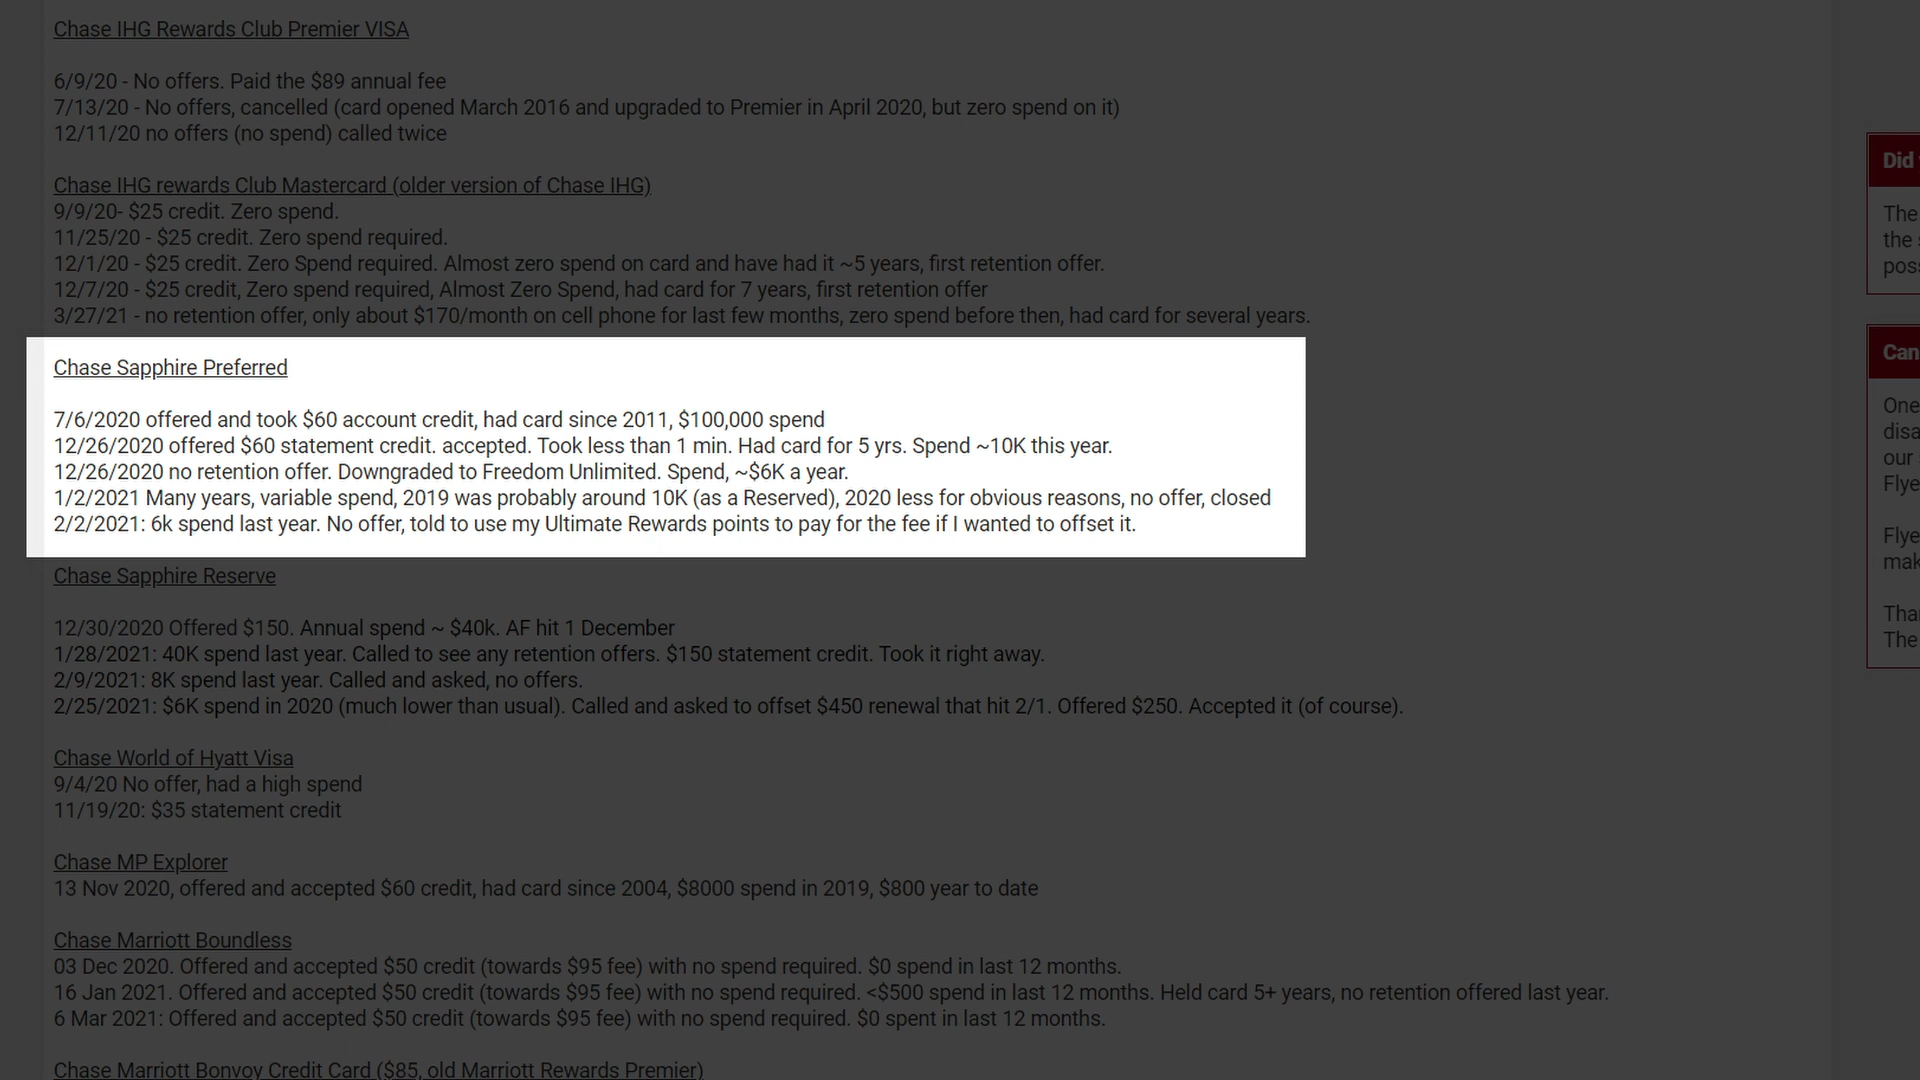 Chase IHG Rewards Club Premier VISA
6/9/20 - No offers. Paid the $89 annual fee
7/13/20 - No offers, cancelled (card opened March 2016 and upgraded to Premier in April 2020, but zero spend on it)
12/11/20 no offers (no spend) called twice
Chase IHG rewards Club Mastercard (older version of Chase IHG)
9/9/20- $25 credit. Zero spend.
11/25/20 - $25 credit. Zero spend required.
12/1/20 - $25 credit. Zero Spend required. Almost zero spend on card and have had it ~5 years, first retention offer.
12/7/20 - $25 credit, Zero spend required, Almost Zero Spend, had card for 7 years, first retention offer
3/27/21 - no retention offer, only about $170/month on cell phone for last few months, zero spend before then, had card for several years.
Chase Sapphire Preferred
7/6/2020 offered and took $60 account credit, had card since 2011, $100,000 spend
12/26/2020 offered $60 statement credit. accepted. Took less than 1 min. Had card for 5 yrs. Spend ~10K this year.
12/26/2020 no retention offer. Downgraded to Freedom Unlimited. Spend, ~$6K a year.
1/2/2021 Many years, variable spend, 2019 was probably around 10K (as a Reserved), 2020 less for obvious reasons, no offer, closed
2/2/2021: 6k spend last year. No offer, told to use my Ultimate Rewards points to pay for the fee if I wanted to offset it.
Chase Sapphire Reserve
12/30/2020 Offered $150. Annual spend ~ $40k. AF hit 1 December
1/28/2021: 40K spend last year. Called to see any retention offers. $150 statement credit. Took it right away.
2/9/2021: 8K spend last year. Called and asked, no offers.
2/25/2021: $6K spend in 2020 (much lower than usual). Called and asked to offset $450 renewal that hit 2/1. Offered $250. Accepted it (of course).
Chase World of Hyatt Visa
9/4/20 No offer, had a high spend
11/19/20: $35 statement credit
Chase MP Explorer
13 Nov 2020, offered and accepted $60 credit, had card since 2004, $8000 spend in 2019, $800 year to date
Chase Marriott Boundless
03 Dec 2020. Offered and accepted $50 credit (towards $95 fee) with no spend required. $0 spend in last 12 months.
16 Jan 2021. Offered and accepted $50 credit (towards $95 fee) with no spend required. <$500 spend in last 12 months. Held card 5+ years, no retention offered last year.
6 Mar 2021: Offered and accepted $50 credit (towards $95 fee) with no spend required. $0 spent in last 12 months.
Chase Marriott Bonvoy Credit Card ($85, old Marriott Rewards Premier)
Did
The
the
Can
One
our